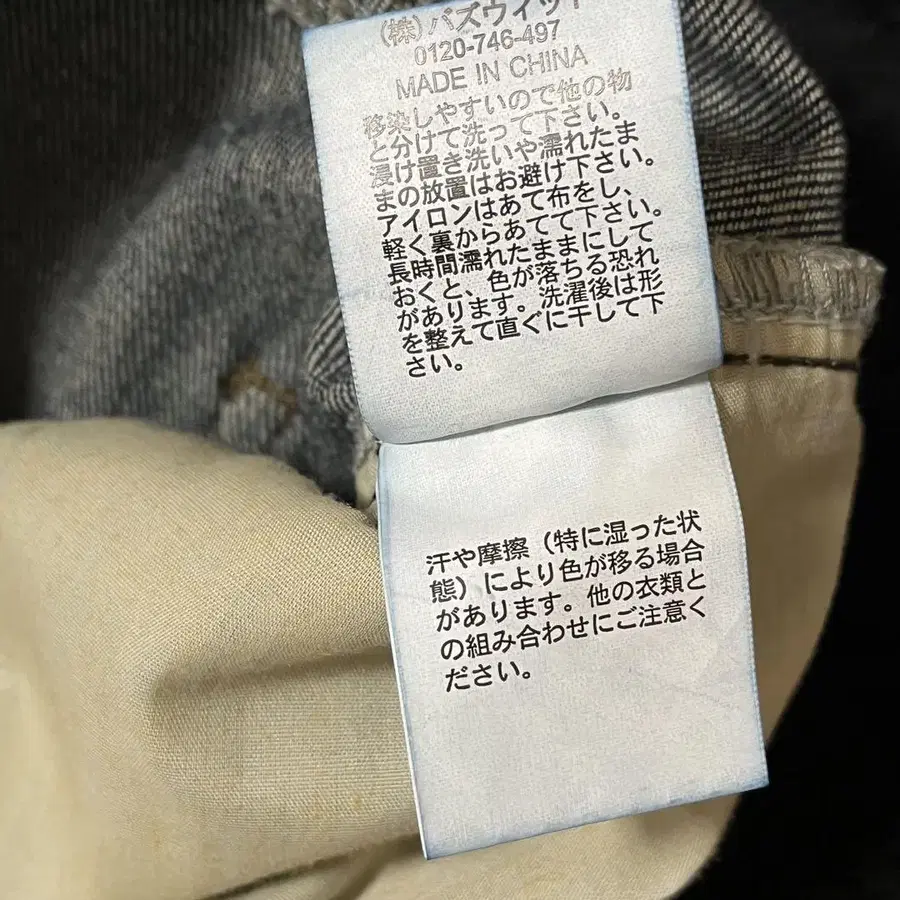 (株)バズウィット
0120-746-497
MADE IN CHINA
移染しやすいので他の物
と分けて洗って下さい。
浸け置き洗いや濡れたま
まの放置はお避け下さい。
アイロンはあて布をし、
軽く裏からあてて下さい。
長時間濡れたままにして
おくと、色が落ちる恐れ
があります。洗濯後は形
を整えて直ぐに干して下
さい。
汗や摩擦（特に湿った状
態）により色が移る場合
があります。他の衣類と
の組み合わせにご注意く
ださい。